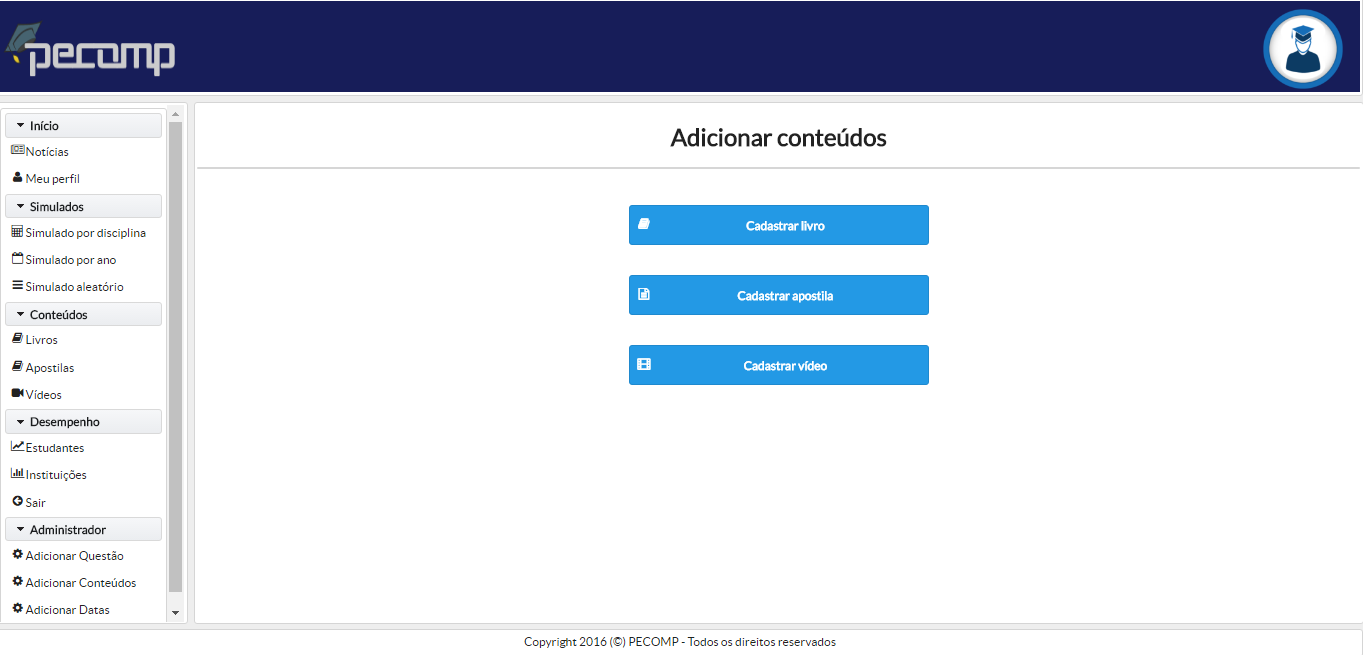 pecomp
Início
Notícias
Meu perfil
Simulados
Simulado por disciplina
Simulado por ano
Simulado aleatório
Conteúdos
Livros
Apostilas
Vídeos
Desempenho
Estudantes
Instituições
Sair
Administrador
Adicionar Questão
Adicionar Conteúdos
Adicionar Datas
Adicionar conteúdos
Cadastrar livro
Cadastrar apostila
Cadastrar vídeo
Copyright 2016 (©) PECOMP - Todos os direitos reservados